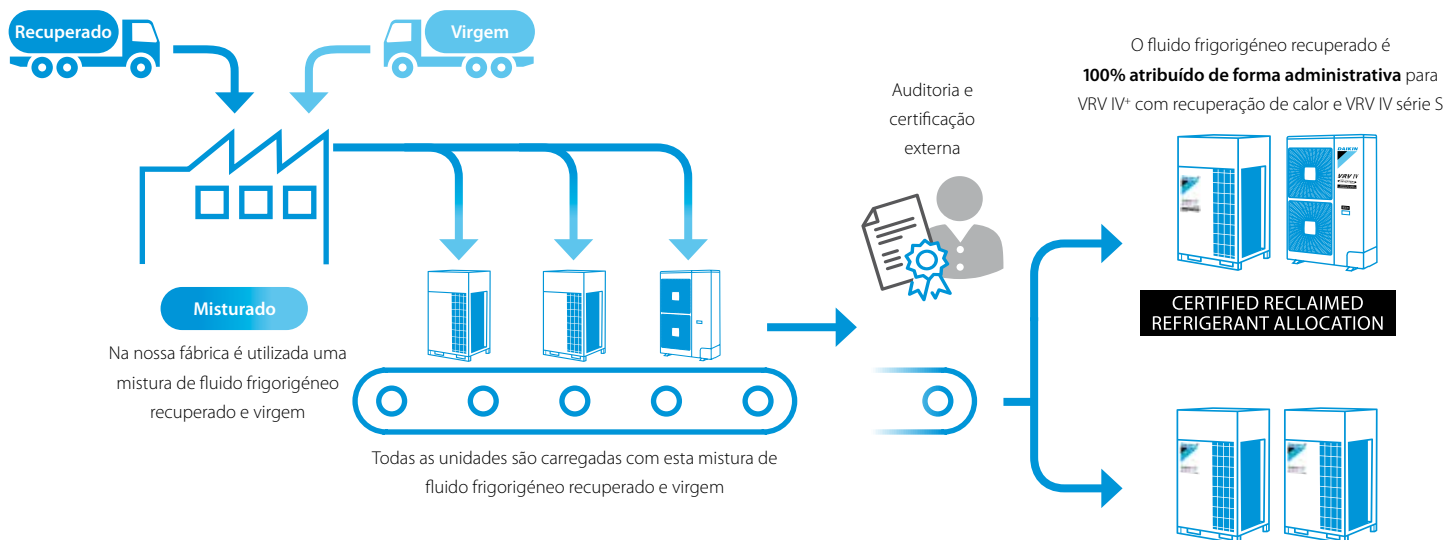 Recuperado
Virgem
Misturado
Na nossa fábrica é utilizada uma
mistura de fluido frigorigéneo
recuperado e virgem
Todas as unidades são carregadas com esta mistura de
fluido frigorigéneo recuperado e virgem
Auditoria e
certificação
externa
O fluido frigorigéneo recuperado é
100% atribuído de forma administrativa para
VRV IV+ com recuperação de calor e VRV IV série S
DAIKIN
VRV IV
CERTIFIED RECLAIMED
REFRIGERANT ALLOCATION